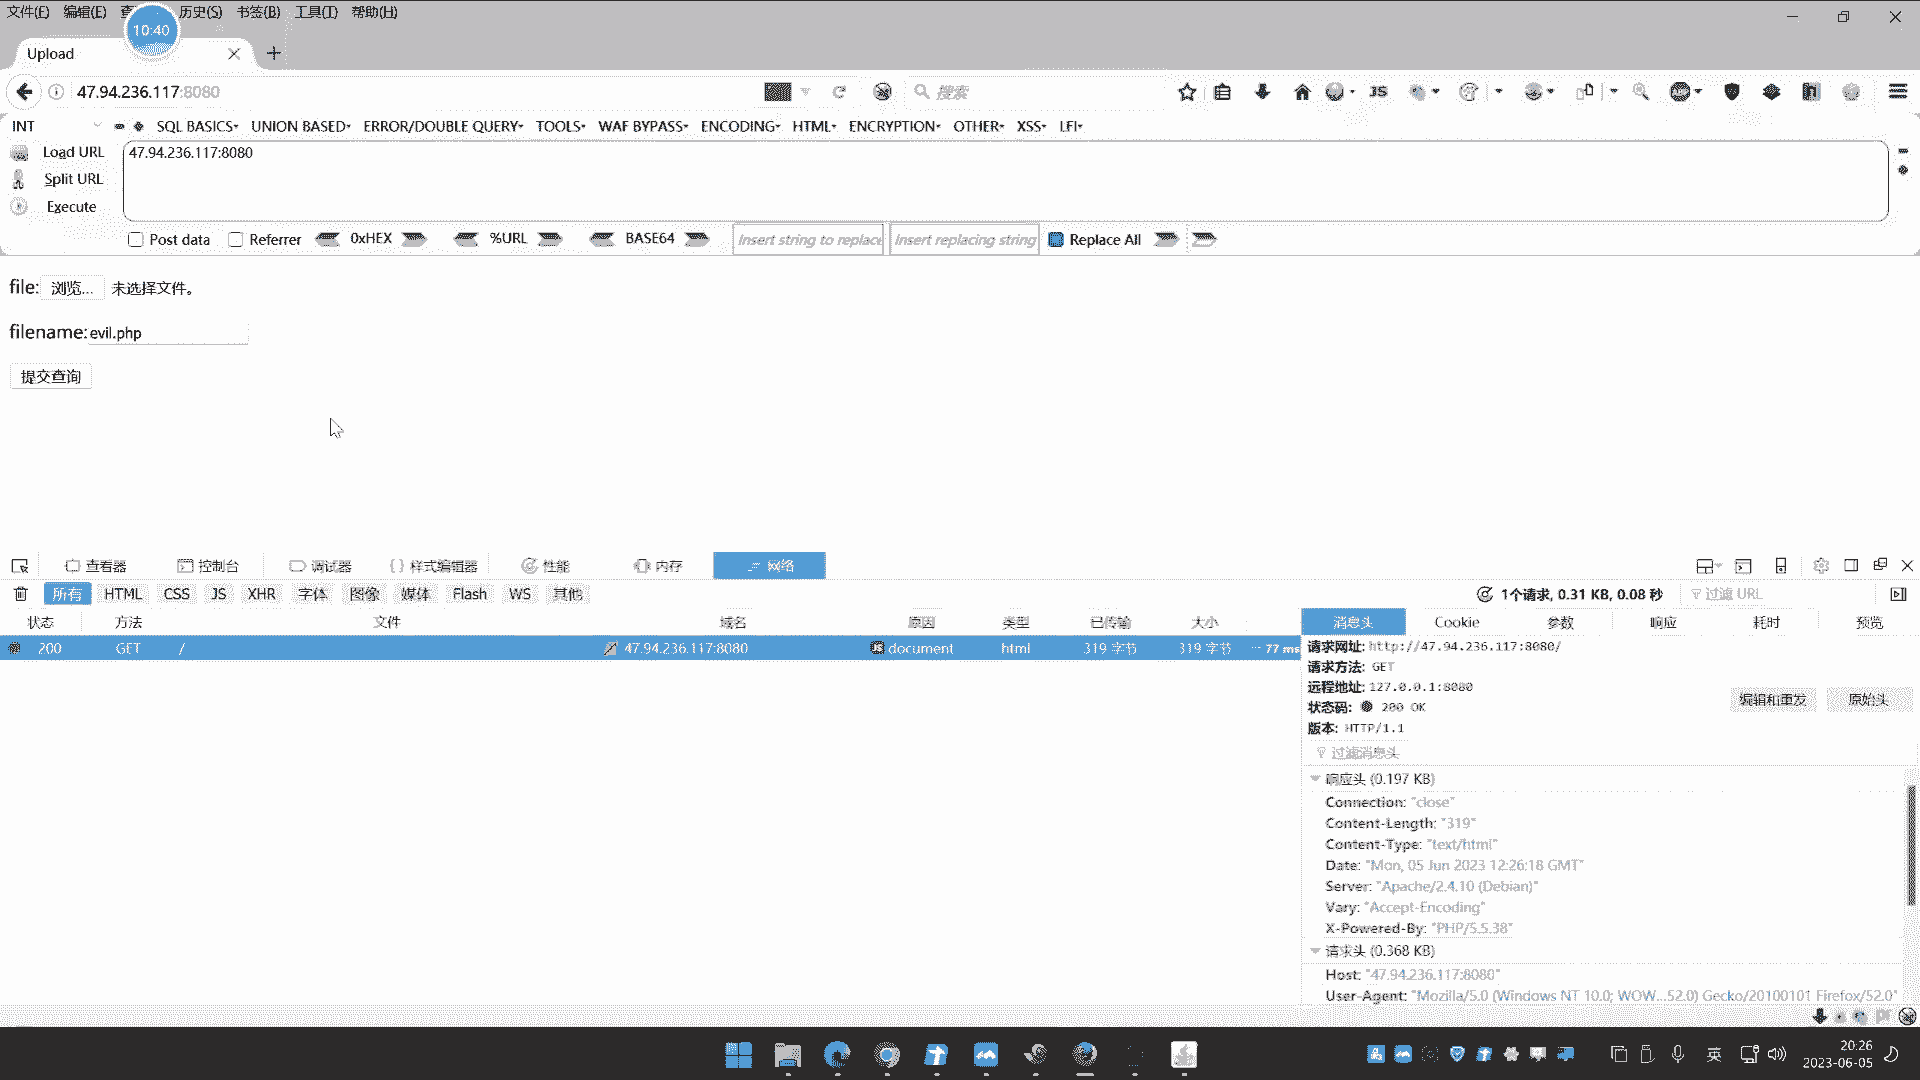 文件(F) 编辑(E) 查 历史(S) 书签(B) 工具(T) 帮助(H)
10:40
Upload
47.94.236.117:8080
搜索
INT SQL BASICS UNION BASED ERROR/DOUBLE QUERY TOOLS WAF BYPASS ENCODING HTML ENCRYPTION OTHER XSS LFI
Load URL 47.94.236.117:8080
Split URL
Execute
Post data Referrer 0xHEX %URL BASE64 Insert string to replace Insert replacing string Replace All
file: 浏览... 未选择文件。
filename: evil.php
提交查询
查看器 控制台 调试器 {} 样式编辑器 性能 内存 网络
所有 HTML CSS JS XHR 字体 图像 媒体 Flash WS 其他 1个请求, 0.31 KB, 0.08 秒 过滤 URL
状态 方法 文件 域名 原因 类型 已传输 大小 消息头 Cookie 参数 响应 耗时 预览
200 GET / 47.94.236.117:8080 document html 319 字节 319 字节 77 ms
请求网址: http://47.94.236.117:8080/
请求方法: GET
远程地址: 127.0.0.1:8080
状态码: 200 OK
编辑和重发 原始头
版本: HTTP/1.1
过滤消息头
响应头 (0.197 KB)
Connection: "close"
Content-Length: "319"
Content-Type: "text/html"
Date: "Mon, 05 Jun 2023 12:26:18 GMT"
Server: "Apache/2.4.10 (Debian)"
Vary: "Accept-Encoding"
X-Powered-By: "PHP/5.5.38"
请求头 (0.368 KB)
Host: "47.94.236.117:8080"
User-Agent: "Mozilla/5.0 (Windows NT 10.0; WOW…52.0) Gecko/20100101 Firefox/52.0"
英
20:26
2023-06-05